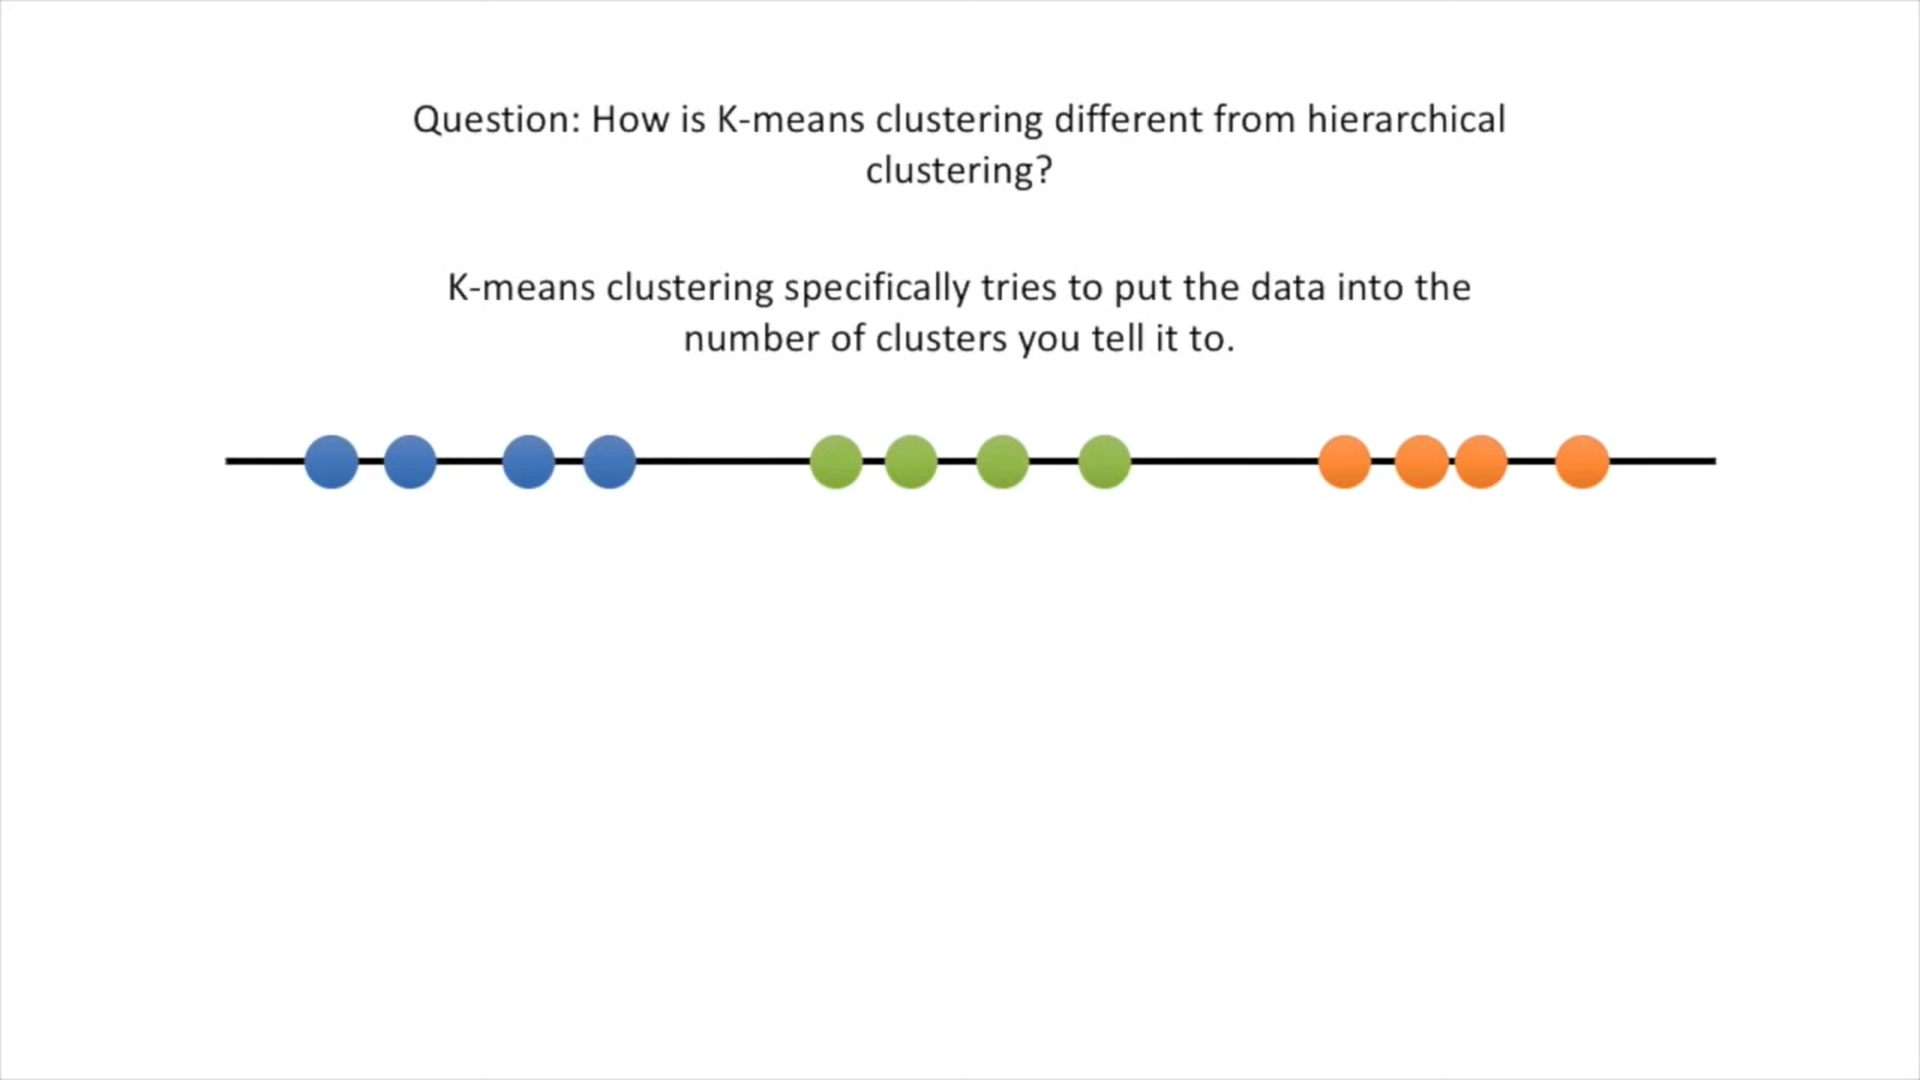 Question: How is K-means clustering different from hierarchical
clustering?
K-means clustering specifically tries to put the data into the
number of clusters you tell it to.